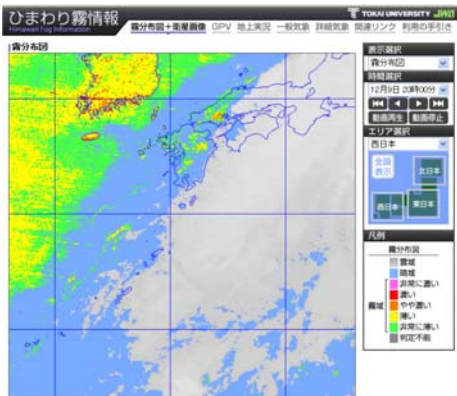 ひまわり霧情報
Himawari Fog Information
TOKAI UNIVERSITY JWA
霧分布図+衛星画像 GPV 地上実況 一般気象 詳細気象 関連リンク 利用の手引き
霧分布図
表示選択
霧分布図
時間選択
12月9日 20時00分
動画再生 動画停止
エリア選択
西日本
全国
表示
北日本
西日本
東日本
凡例
霧分布図
雲域
晴域
非常に濃い
濃い
やや濃い
霧域
薄い
非常に薄い
判定不能